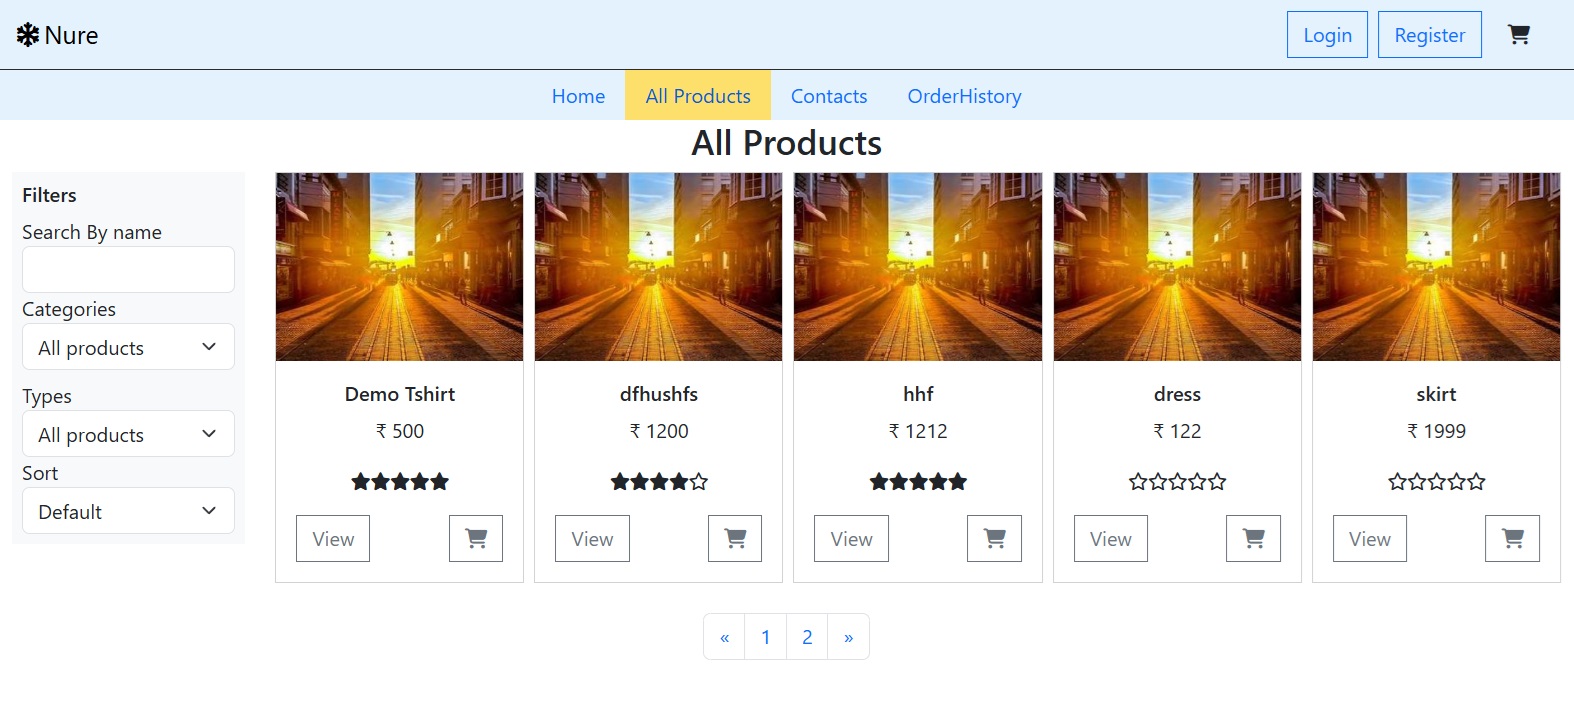 Nure
Login
Register
Home
All Products
Contacts
OrderHistory
All Products
Filters
Search By name
Categories
All products
Types
All products
Sort
Default
Demo Tshirt
₹ 500
View
dfhushfs
₹ 1200
View
hhf
₹ 1212
View
dress
₹ 122
View
skirt
₹ 1999
View
« 1 2 »